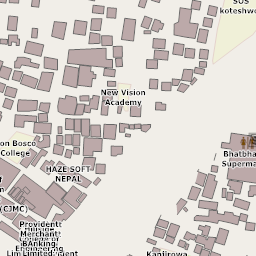 SOS
koteshwo
New Vision
Academy
on Bosco
College
Bhatbha
Superma
HAZE SOFT
NEPAL
(CJMC)
Provident
Merchant
BAnking
Lim Limited
Kanjirowa